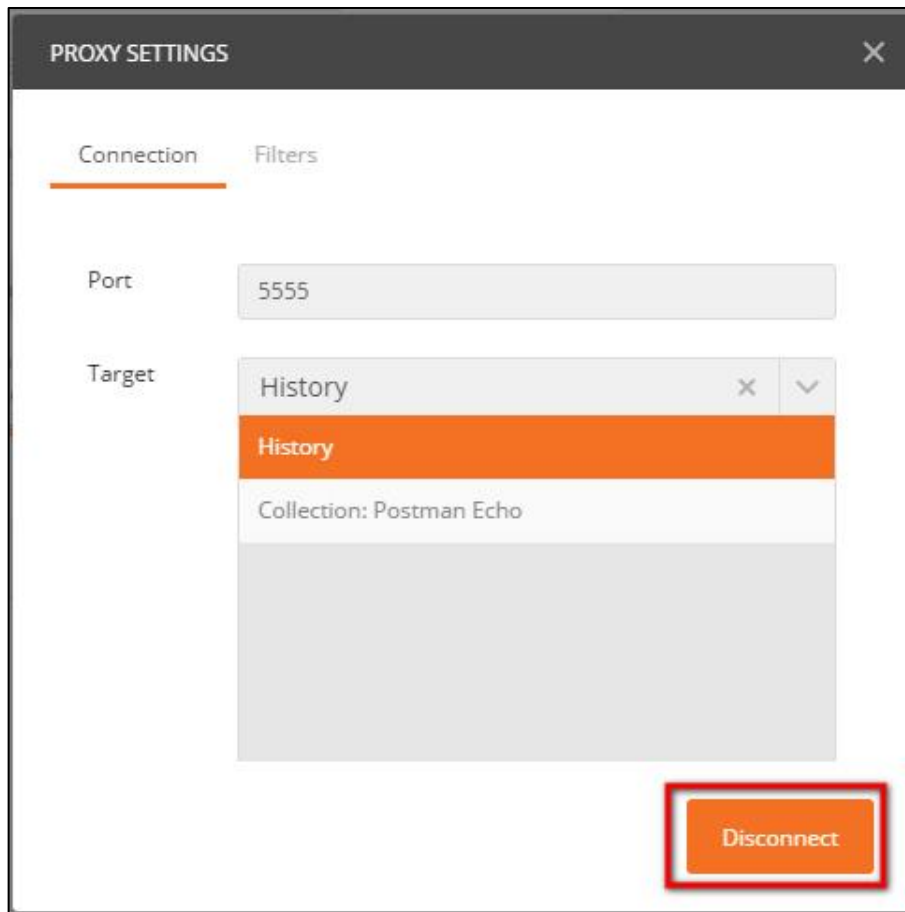 PROXY SETTINGS
Connection Filters
Port 5555
Target History
History
Collection: Postman Echo
Disconnect